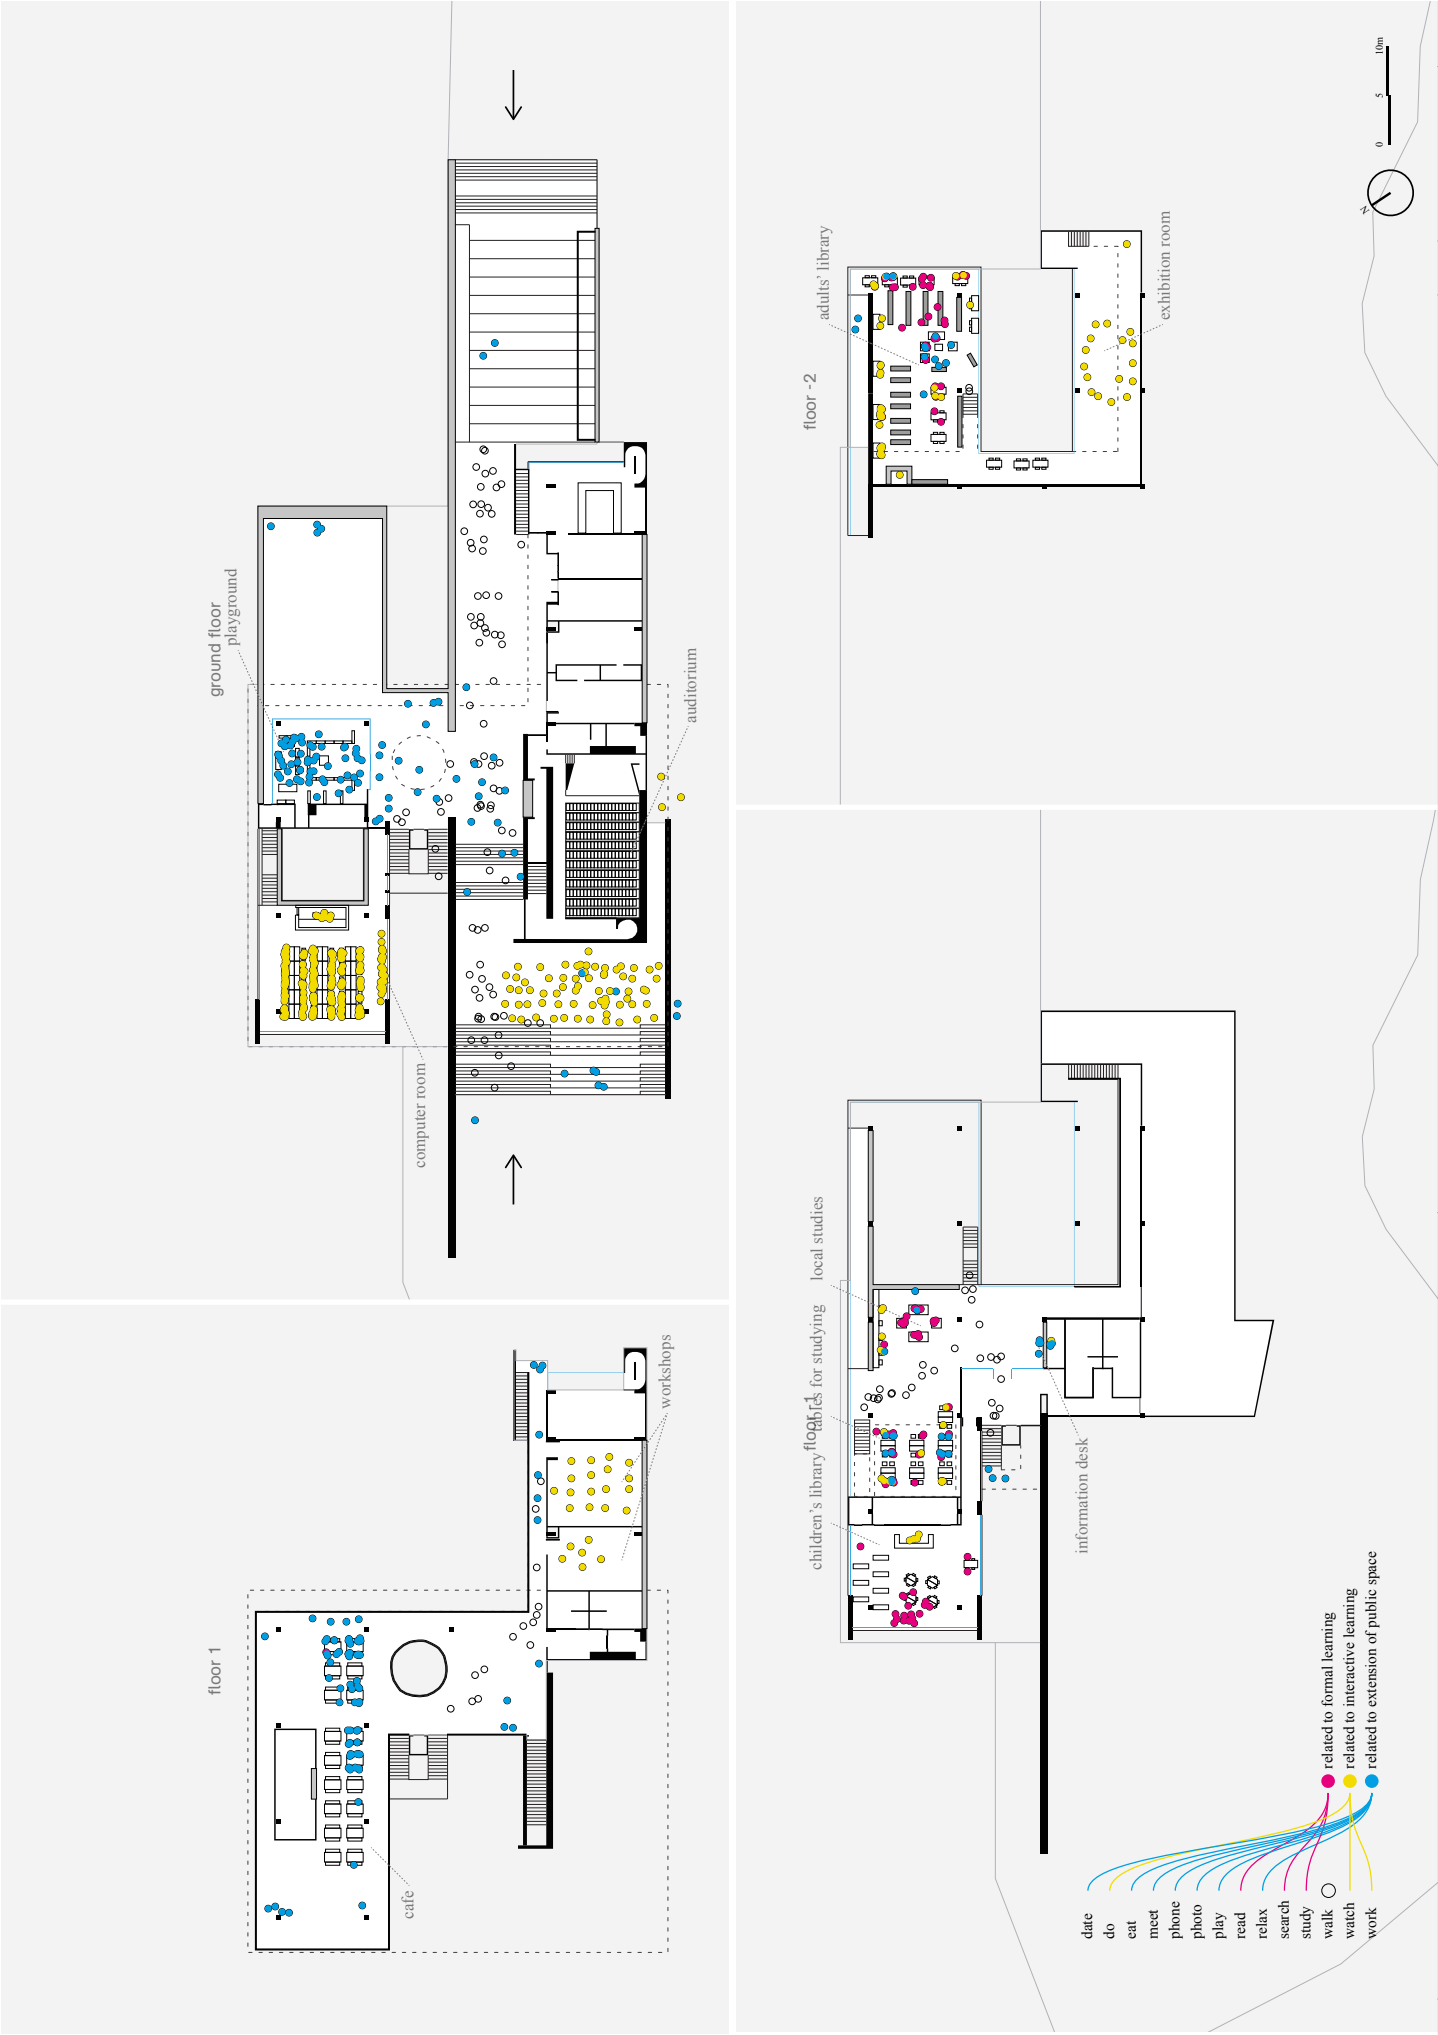 ground floor
playground
auditorium
computer room
floor -2
adults' library
exhibition room
0 5 10m
N
floor 1
cafe
workshops
floor -1
local studies
tables for studying
children's library
information desk
related to formal learning
related to interactive learning
related to extension of public space
date
do
eat
meet
phone
photo
play
read
relax
search
study
walk
watch
work